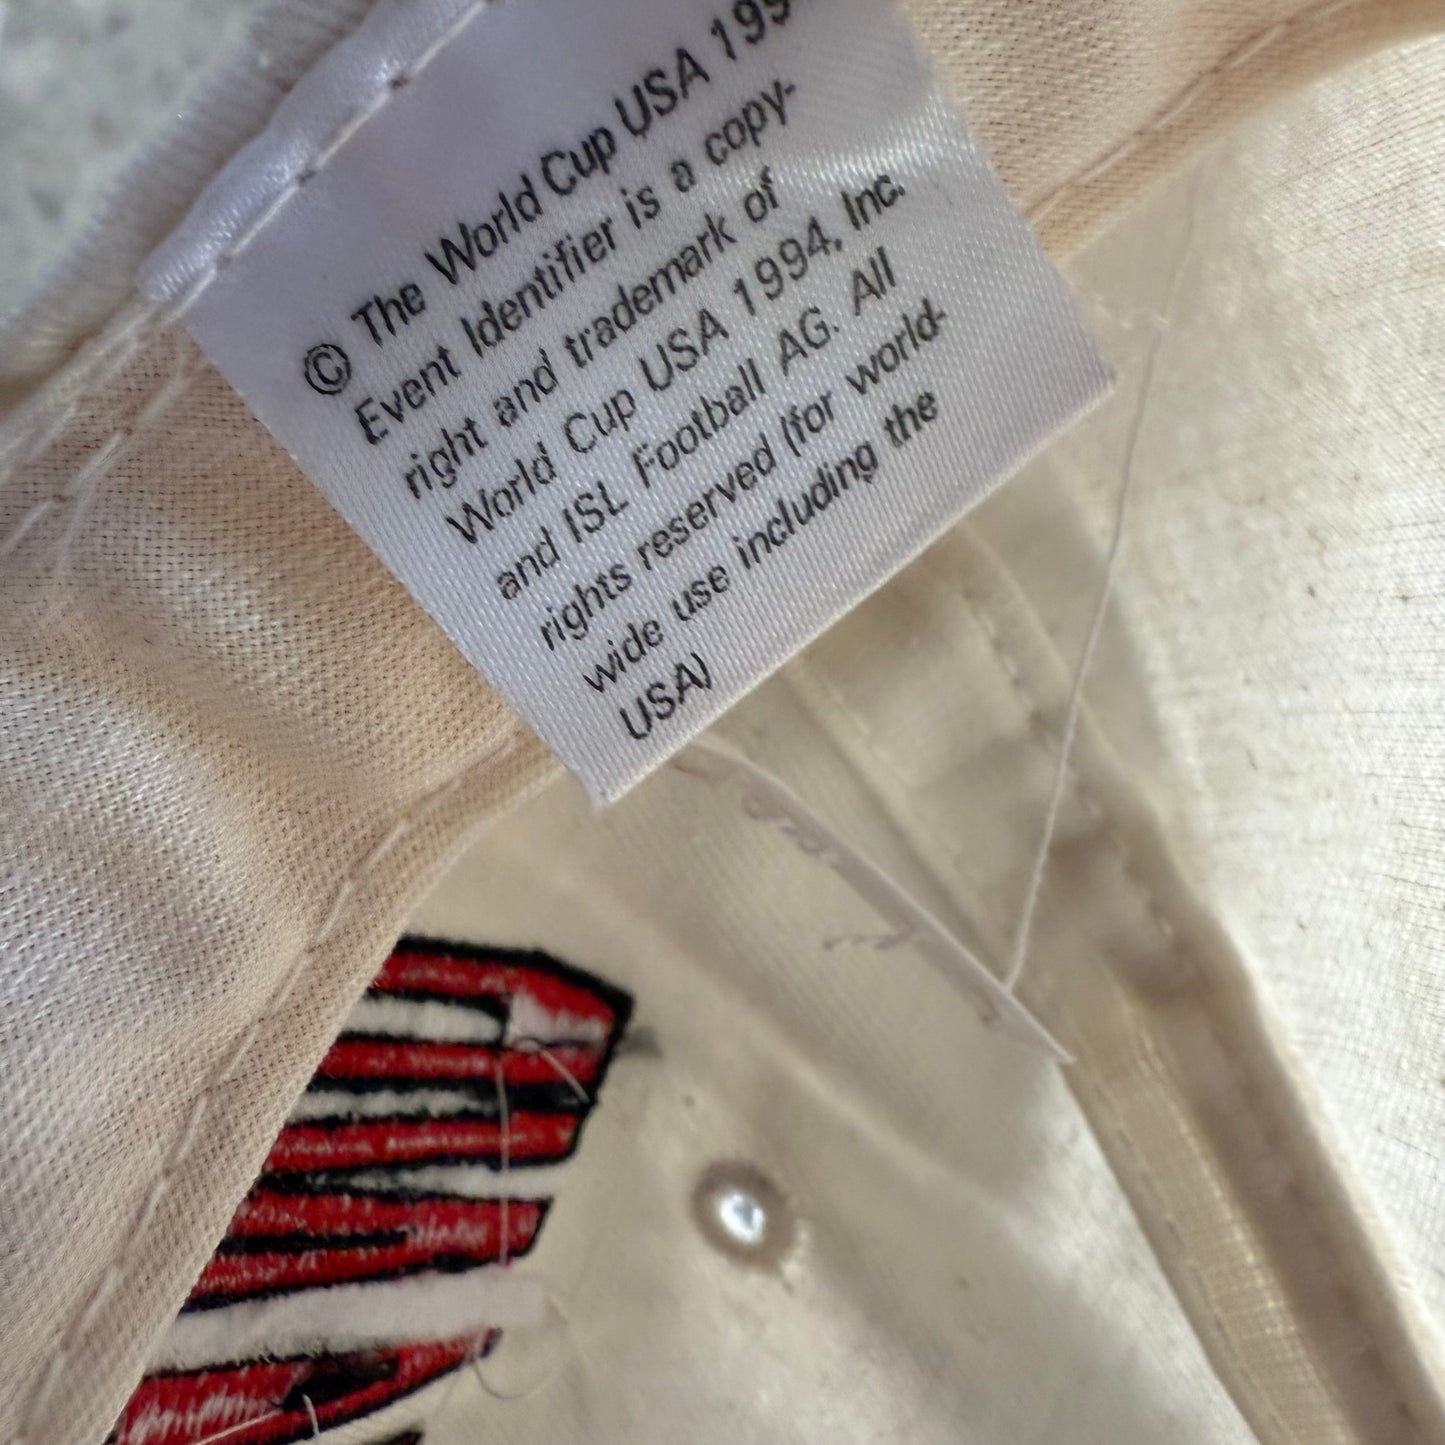 © The World Cup USA 199
Event Identifier is a copy-
right and trademark of
World Cup USA 1994, Inc.
and ISL Football AG. All
rights reserved (for world-
wide use including the
USA)